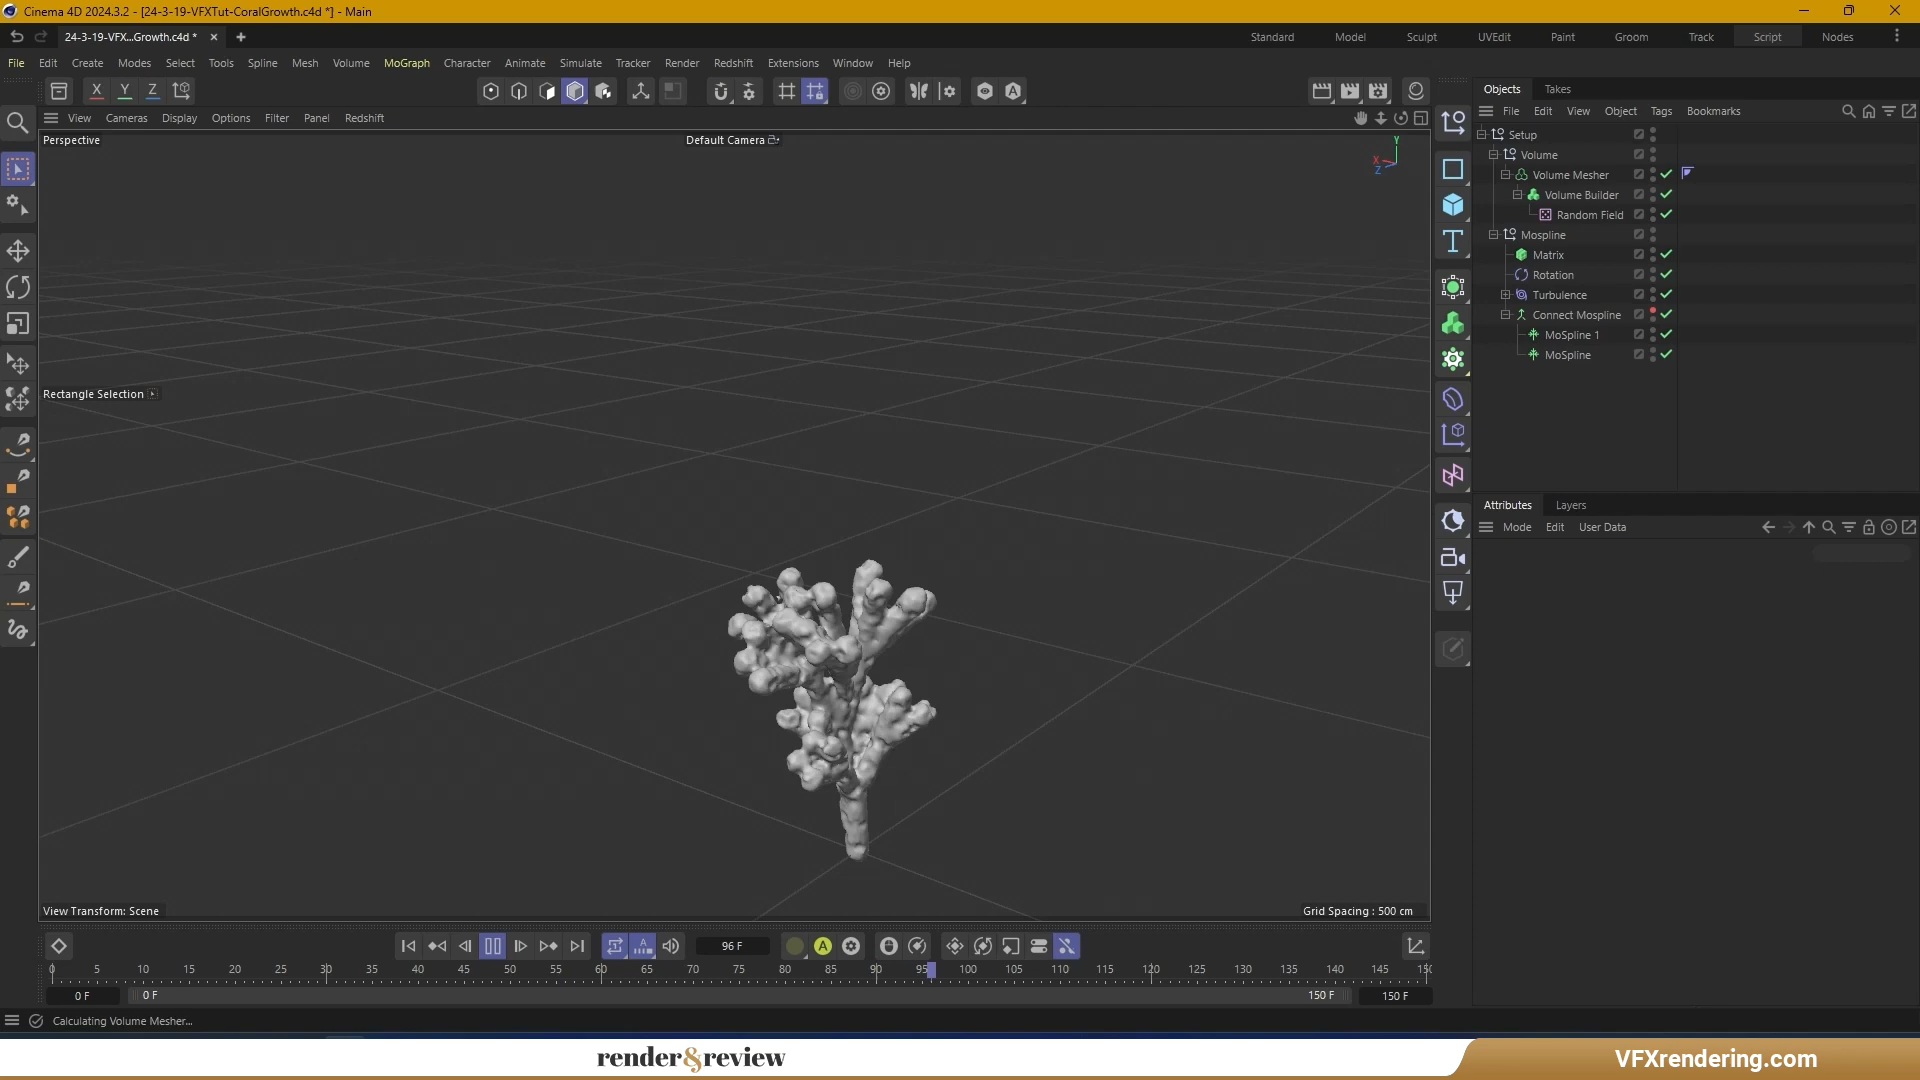 Cinema 4D 2024.3.2 - [24-3-19-VFXTut-CoralGrowth.c4d *] - Main
24-3-19-VFX...Growth.c4d *
Standard Model Sculpt UVEdit Paint Groom Track Script Nodes
File Edit Create Modes Select Tools Spline Mesh Volume MoGraph Character Animate Simulate Tracker Render Redshift Extensions Window Help
X Y Z
Objects Takes
View Cameras Display Options Filter Panel Redshift
File Edit View Object Tags Bookmarks
Perspective
Default Camera
Y
X
Z
Setup
Volume
Volume Mesher
Volume Builder
Random Field
Mospline
Matrix
Rotation
Turbulence
Connect Mospline
MoSpline 1
MoSpline
Rectangle Selection
Attributes Layers
Mode Edit User Data
View Transform: Scene
Grid Spacing : 500 cm
96 F
0 5 10 15 20 25 30 35 40 45 50 55 60 65 70 75 80 85 90 95 100 105 110 115 120 125 130 135 140 145 150
0 F 0 F 150 F 150 F
Calculating Volume Mesher...
render&review
VFXrendering.com